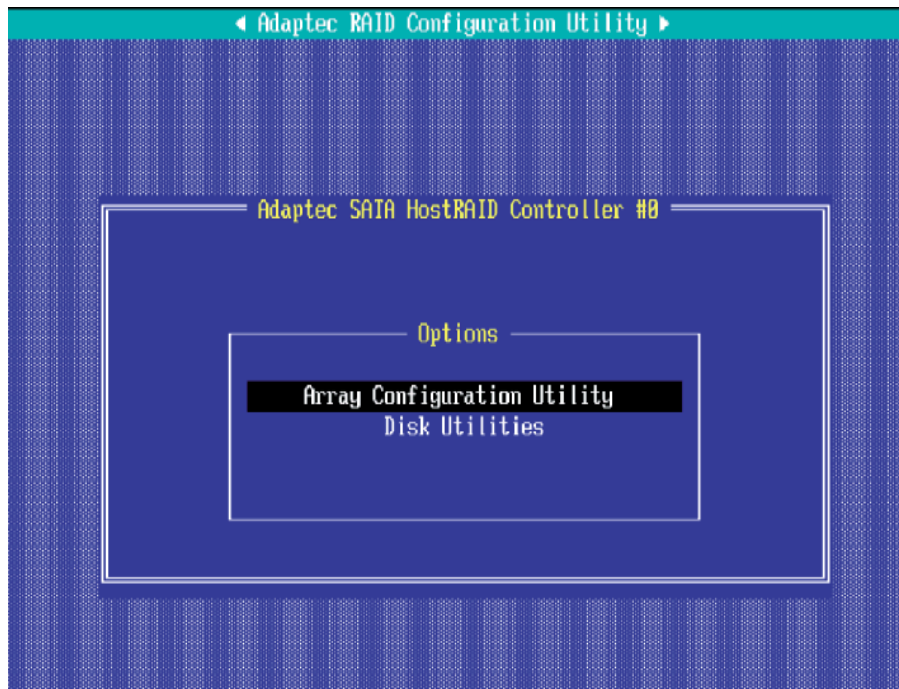 Adaptec RAID Configuration Utility
Adaptec SATA HostRAID Controller #0
Options
Array Configuration Utility
Disk Utilities